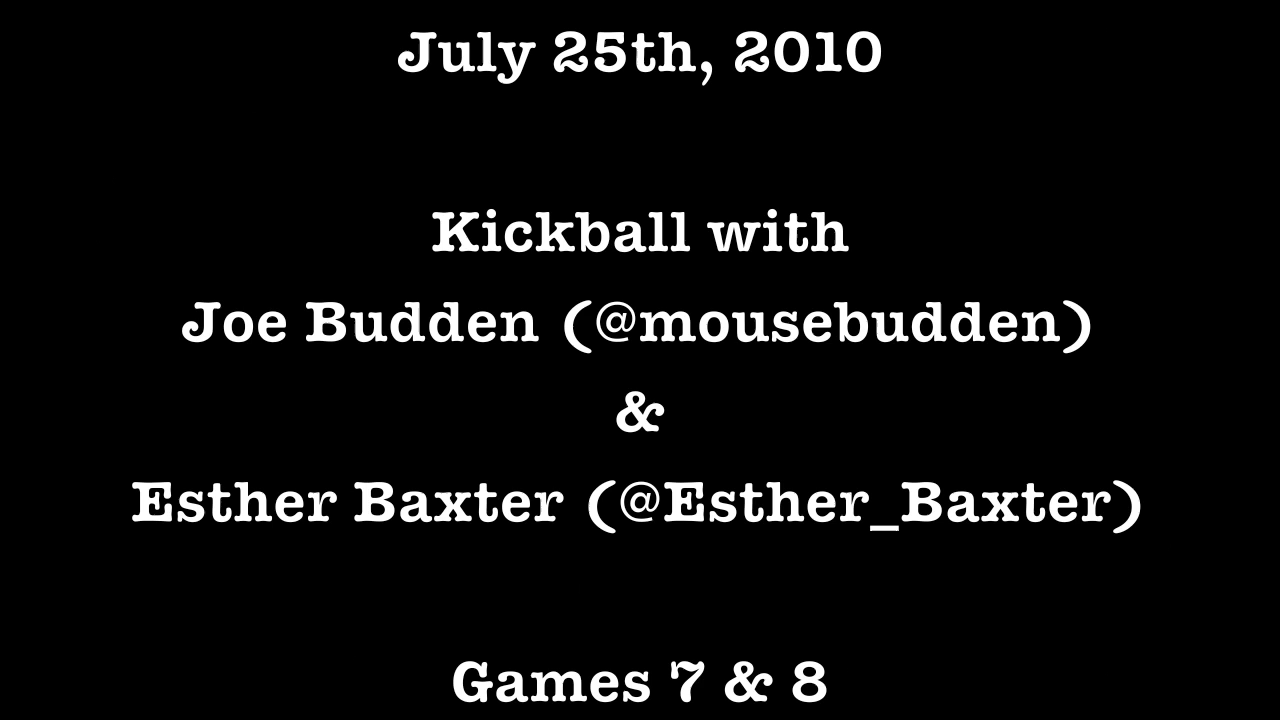 July 25th, 2010
Kickball with
Joe Budden (@mousebudden)
&
Esther Baxter (@Esther_Baxter)
Games 7 & 8